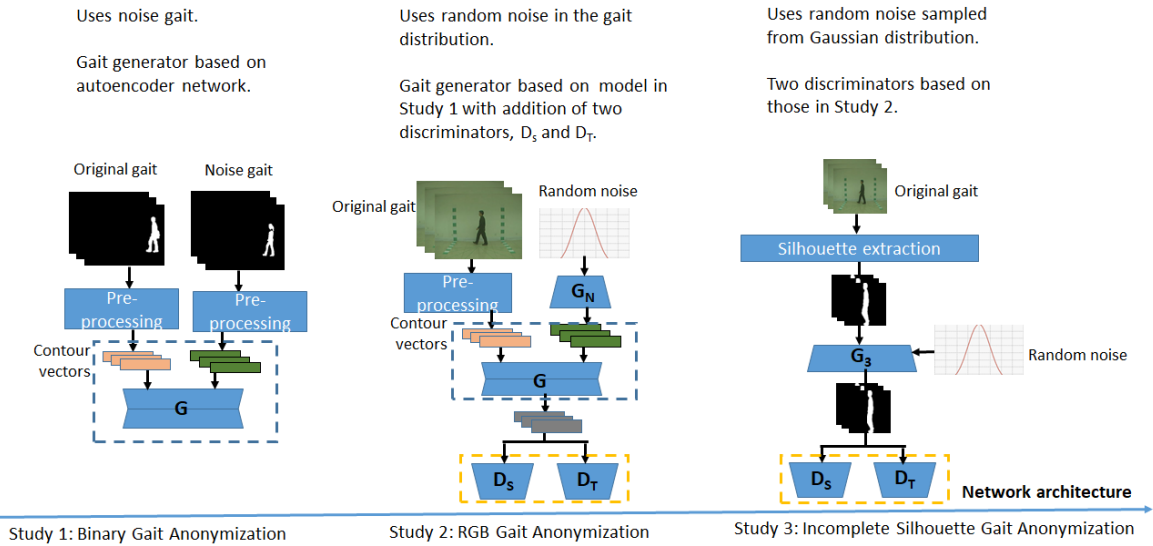 Uses noise gait.
Gait generator based on
autoencoder network.
Original gait
Noise gait
Pre-
processing
Pre-
processing
Contour
vectors
G
Study 1: Binary Gait Anonymization
Uses random noise in the gait
distribution.
Gait generator based on model in
Study 1 with addition of two
discriminators, Ds and DT.
Original gait
Random noise
Pre-
processing
GN
Contour
vectors
G
DS
DT
Study 2: RGB Gait Anonymization
Uses random noise sampled
from Gaussian distribution.
Two discriminators based on
those in Study 2.
Original gait
Silhouette extraction
G3
Random noise
DS
DT
Network architecture
Study 3: Incomplete Silhouette Gait Anonymization